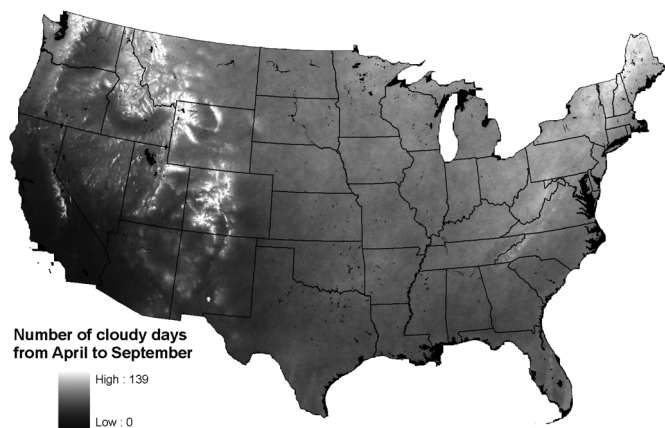 Number of cloudy days
from April to September
High : 139
Low : 0